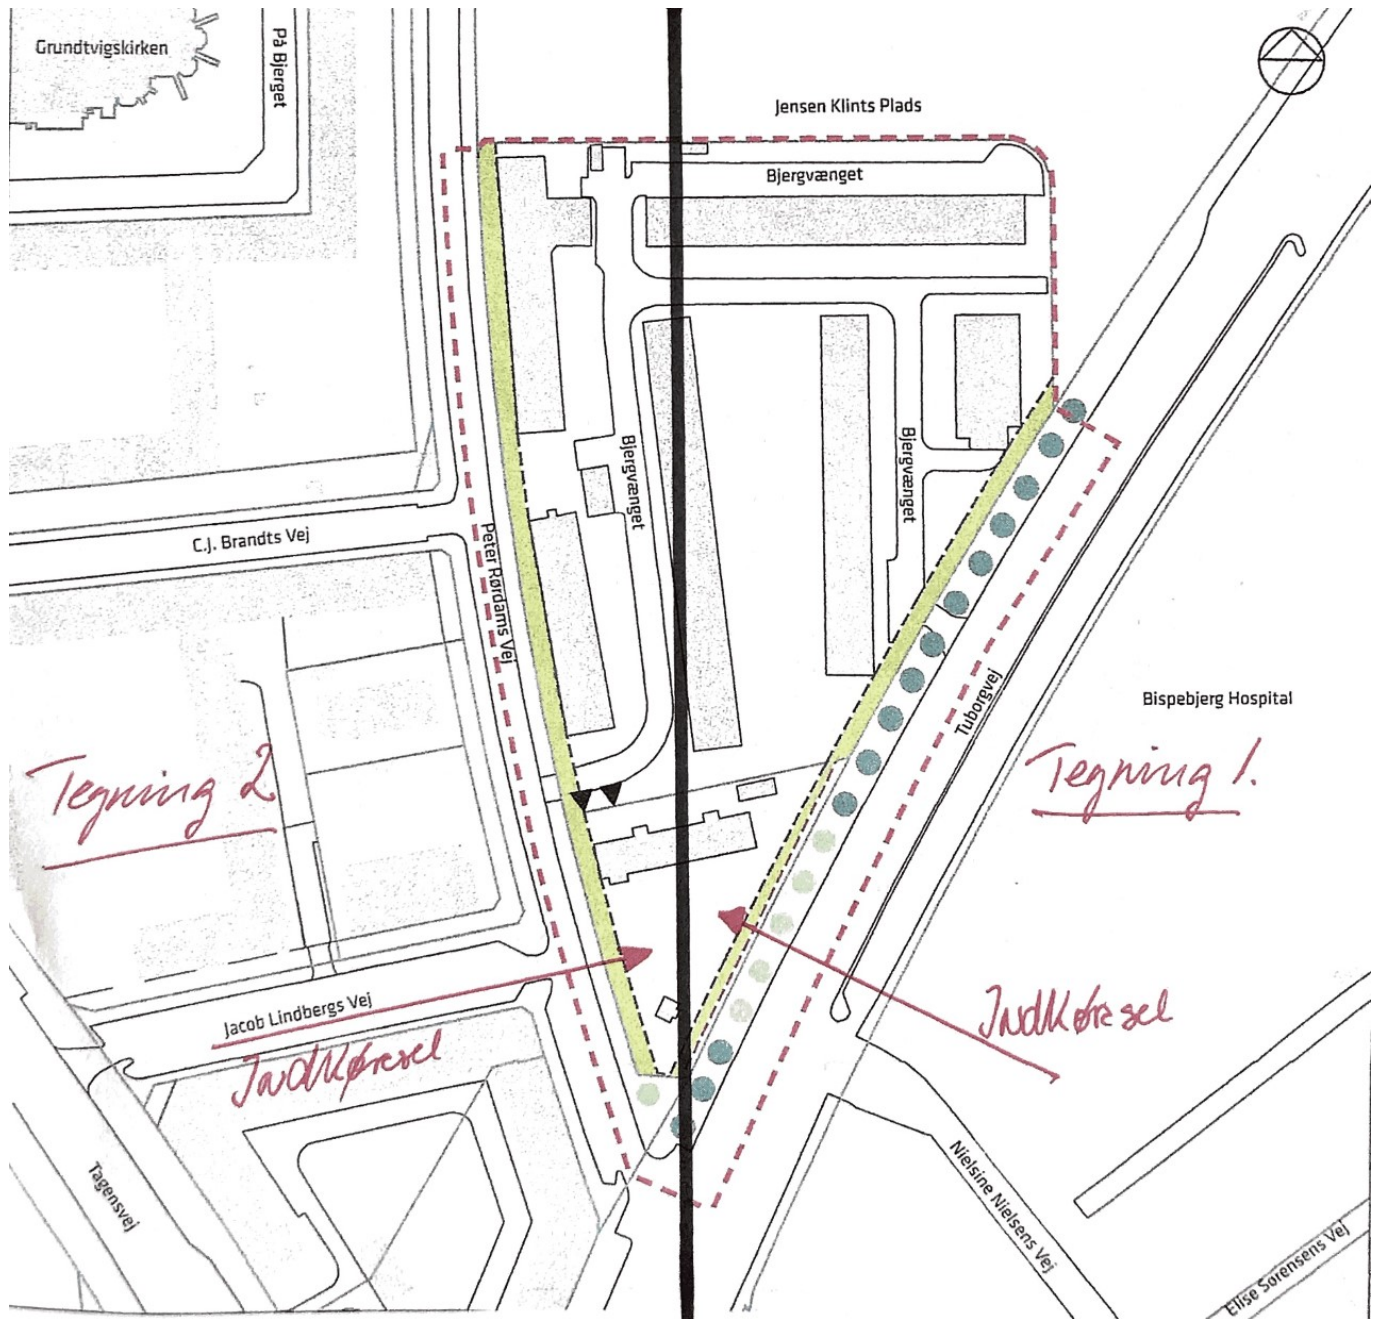 Grundtvigskirken
På Bjerget
Jensen Klints Plads
Bjergvænget
Bjergvænget
Bjergvænget
C.J. Brandts Vej
Peter Rørdams Vej
Tuborgvej
Bispebjerg Hospital
Tegning 2
Tegning 1.
Jacob Lindbergs Vej
Indkørsel
Indkørsel
Tagensvej
Nielsine Nielsens Vej
Elise Sørensens Vej